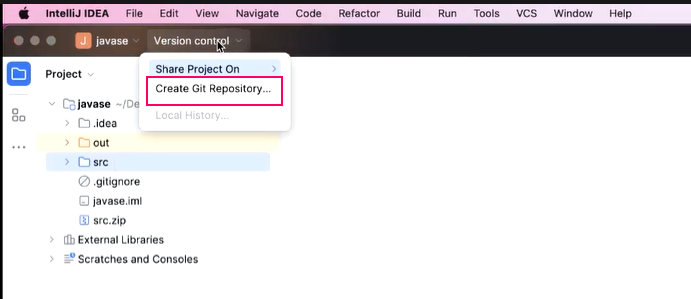 IntelliJ IDEA File Edit View Navigate Code Refactor Build Run Tools VCS Window Help
J javase Version control
Project
Share Project On
Create Git Repository...
Local History...
javase ~/De
.idea
out
src
.gitignore
javase.iml
src.zip
External Libraries
Scratches and Consoles